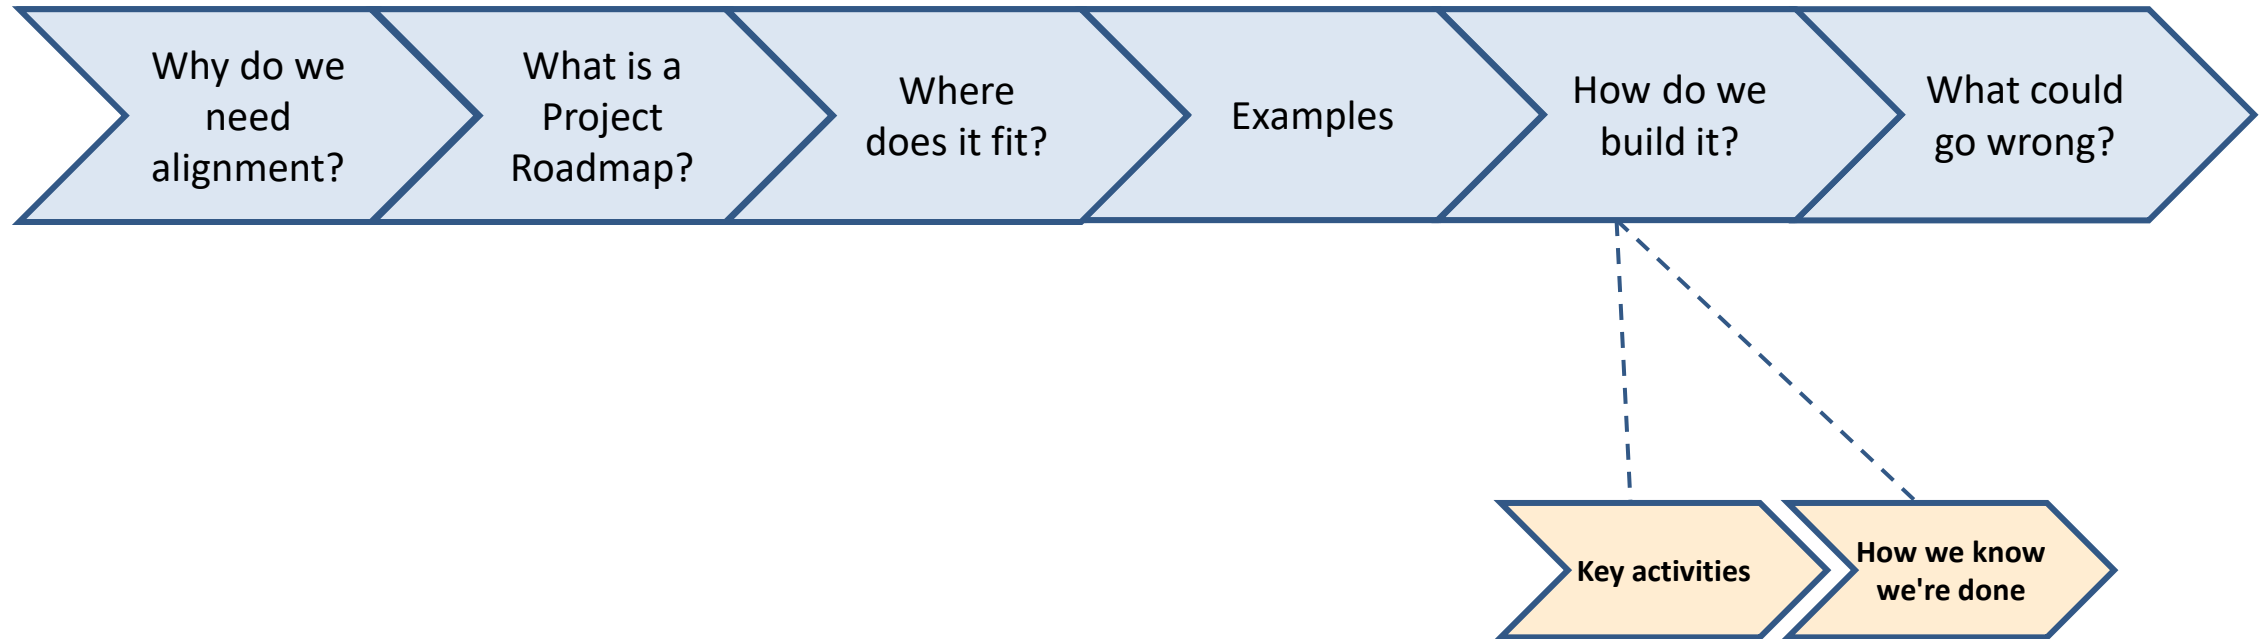 Why do we
need
alignment?
What is a
Project
Roadmap?
Where
does it fit?
Examples
How do we
build it?
What could
go wrong?
Key activities
How we know
we're done